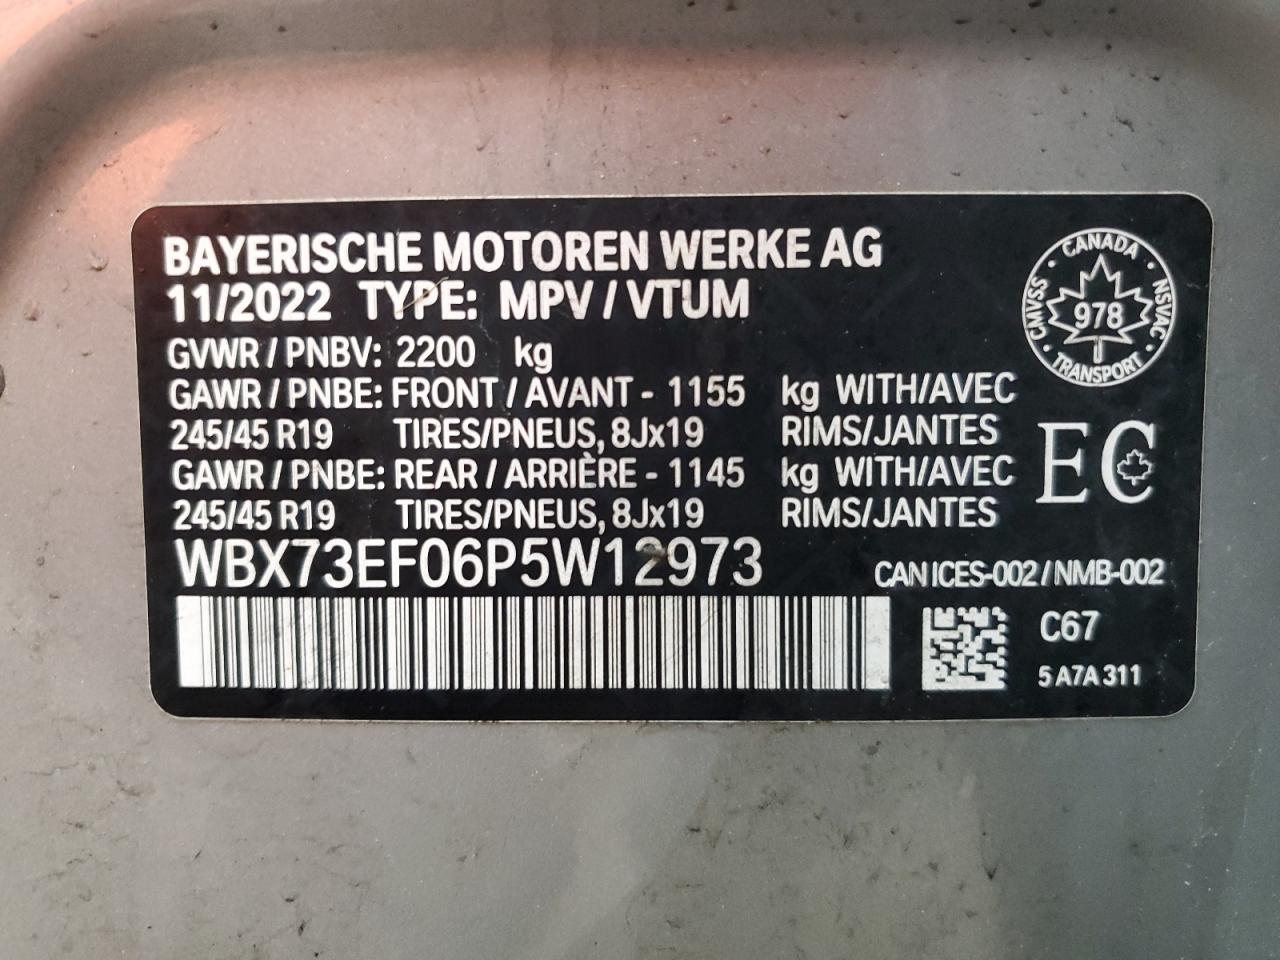 BAYERISCHE MOTOREN WERKE AG
11/2022 TYPE: MPV / VTUM
GVWR / PNBV: 2200 kg
GAWR / PNBE: FRONT / AVANT - 1155 kg WITH/AVEC
245/45 R19 TIRES/PNEUS, 8Jx19 RIMS/JANTES
GAWR / PNBE: REAR / ARRIÈRE - 1145 kg WITH/AVEC
245/45 R19 TIRES/PNEUS, 8Jx19 RIMS/JANTES
WBX73EF06P5W12973
CANADA
CMVSS 978 NSVAC
TRANSPORT
EC
CAN ICES-002 / NMB-002
C67
5 A7A 311